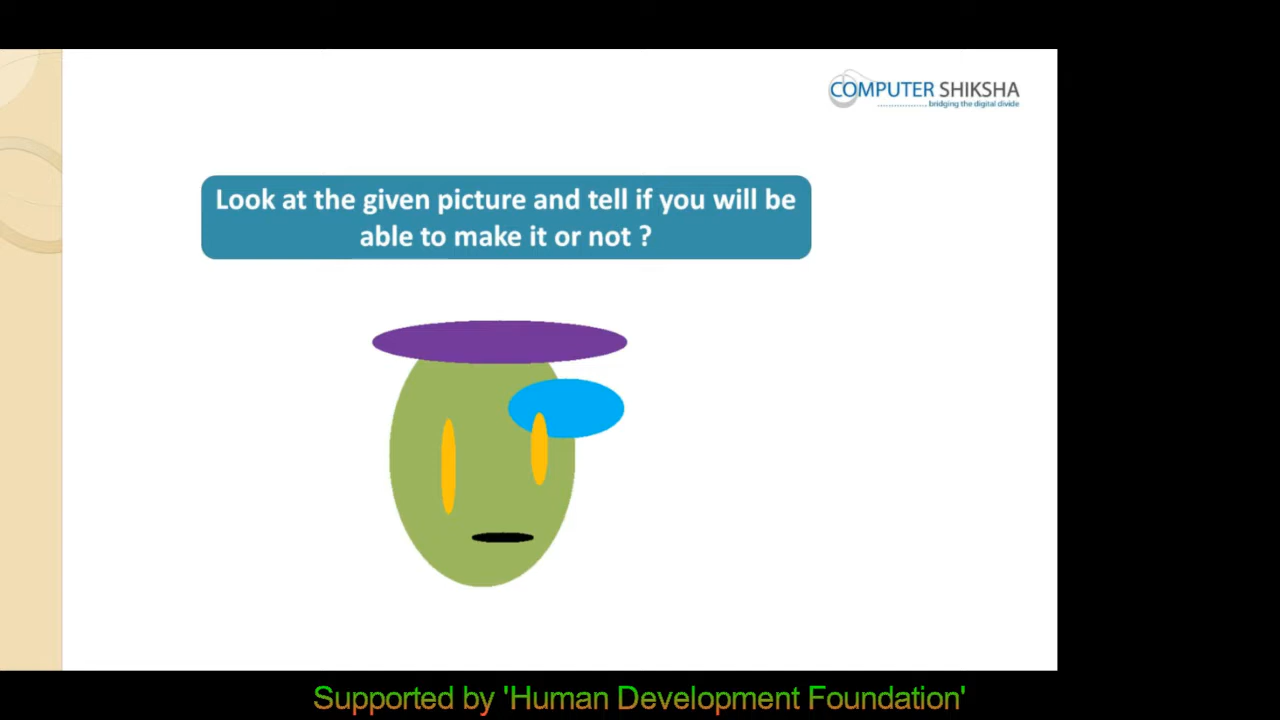 COMPUTER SHIKSHA
bridging the digital divide
Look at the given picture and tell if you will be
able to make it or not ?
Supported by 'Human Development Foundation'